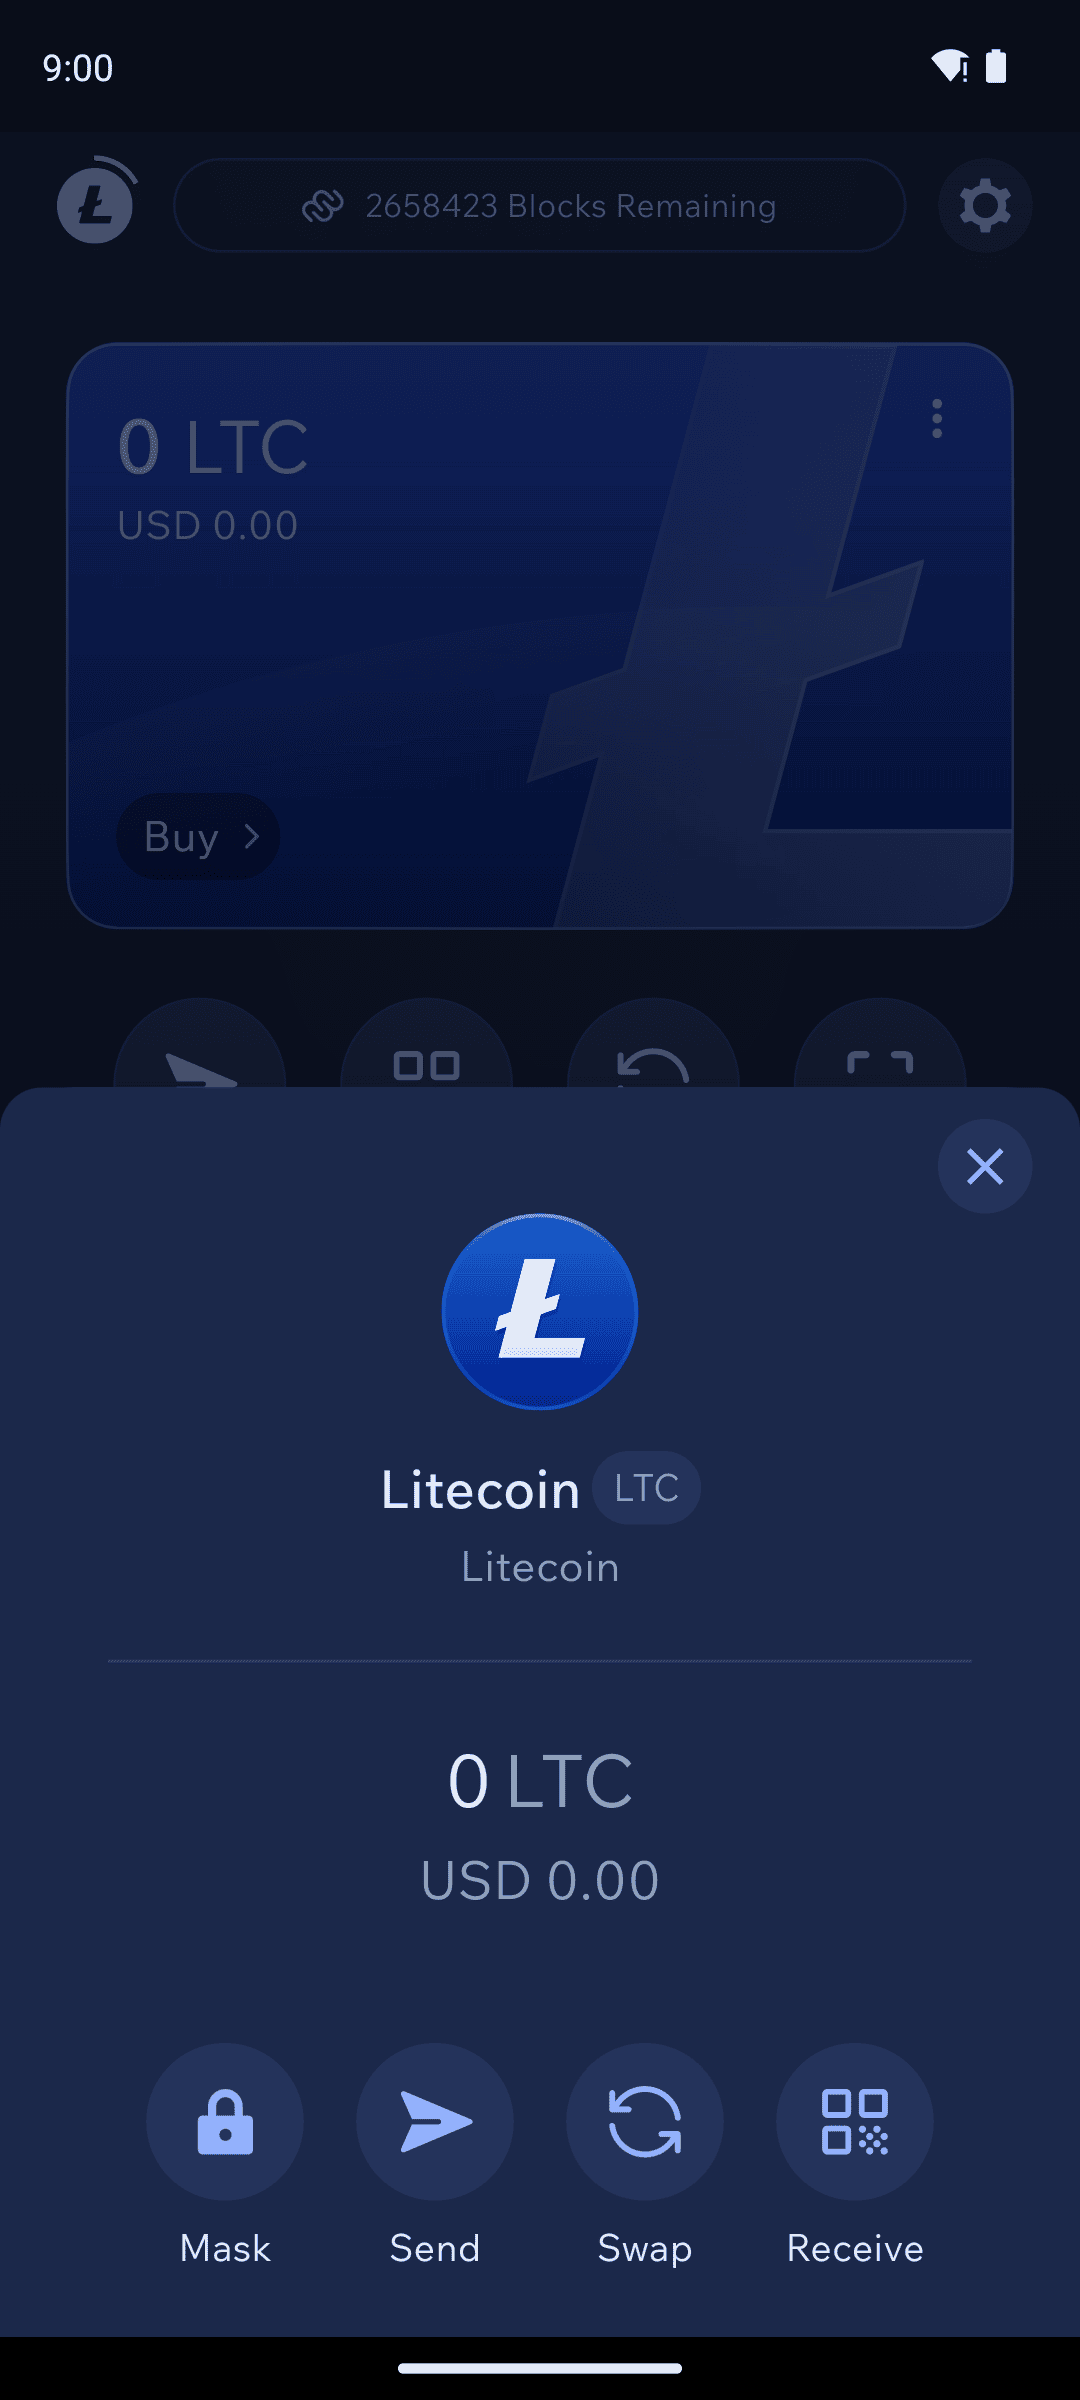 9:00
2658423 Blocks Remaining
0 LTC
USD 0.00
Buy
Litecoin LTC
Litecoin
0 LTC
USD 0.00
Mask Send Swap Receive